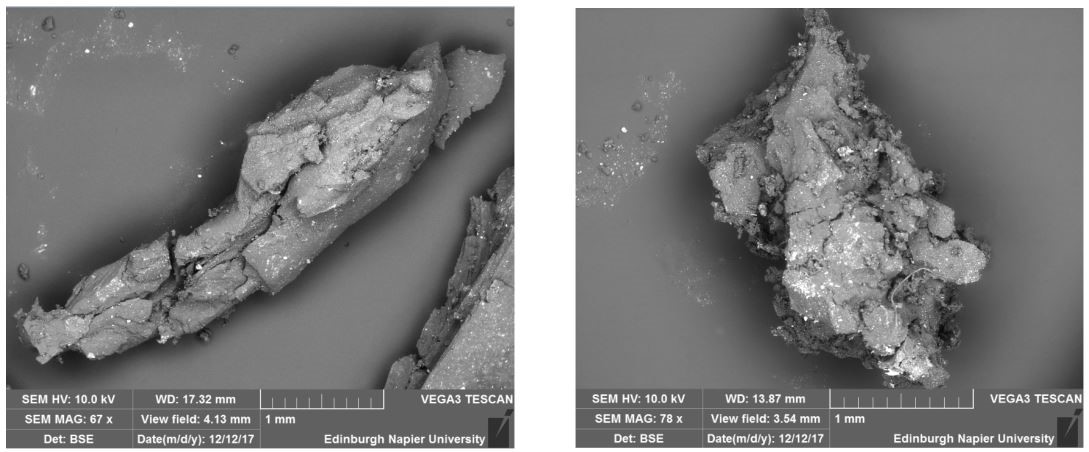 SEM HV: 10.0 kV WD: 17.32 mm VEGA3 TESCAN
SEM MAG: 67 x View field: 4.13 mm 1 mm
Det: BSE Date(m/d/y): 12/12/17 Edinburgh Napier University
SEM HV: 10.0 kV WD: 13.87 mm VEGA3 TESCAN
SEM MAG: 78 x View field: 3.54 mm 1 mm
Det: BSE Date(m/d/y): 12/12/17 Edinburgh Napier University